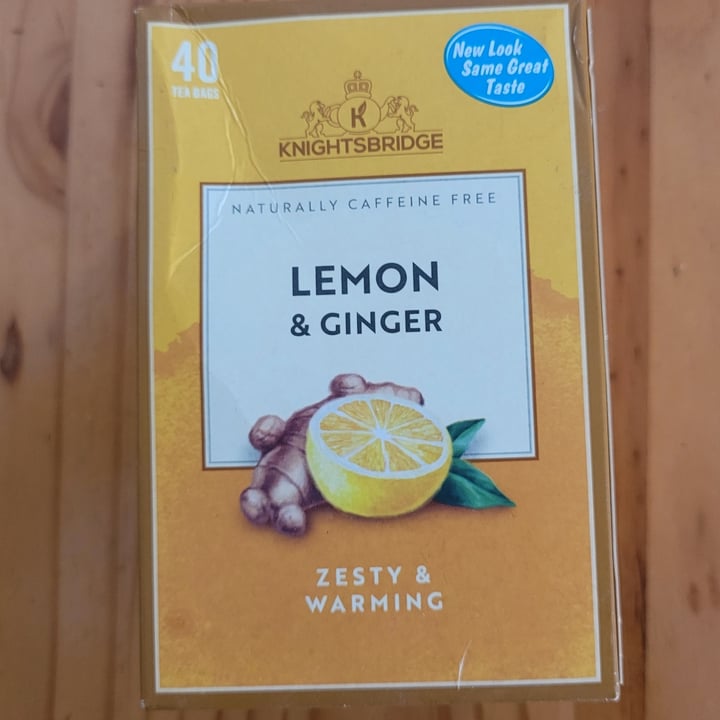 40
TEA BAGS
New Look
Same Great
Taste
K
KNIGHTSBRIDGE
NATURALLY CAFFEINE FREE
LEMON
& GINGER
ZESTY &
WARMING